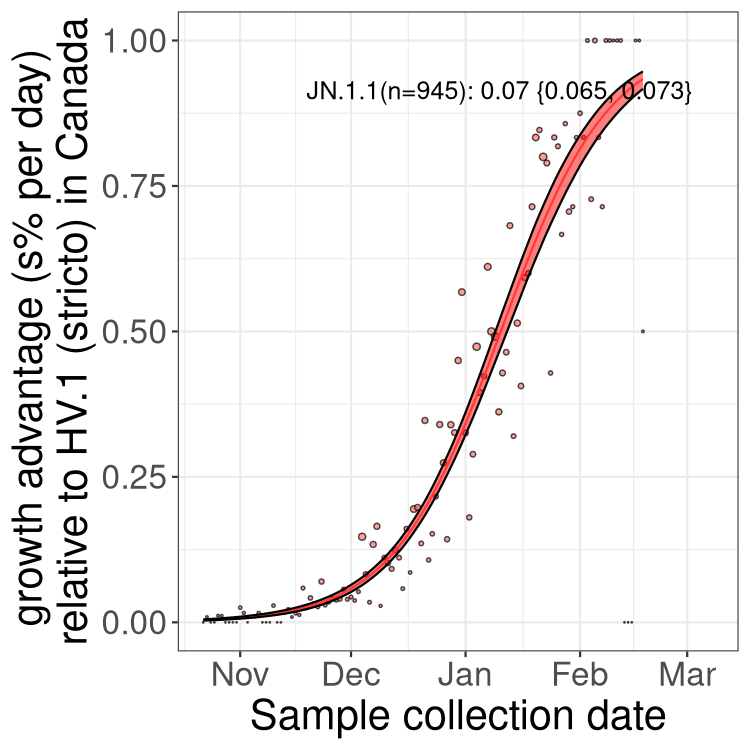 growth advantage (s% per day)
relative to HV.1 (stricto) in Canada
1.00
0.75
0.50
0.25
0.00
JN.1.1(n=945): 0.07 {0.065, 0.073}
Nov Dec Jan Feb Mar
Sample collection date